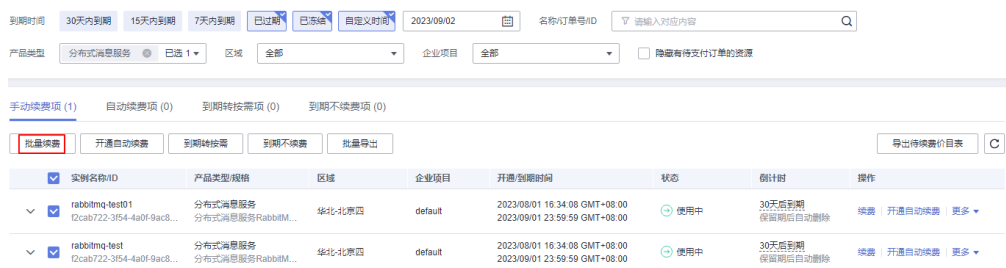 到期时间 30天内到期 15天内到期 7天内到期 已过期 已冻结 自定义时间 2023/09/02 名称/订单号/ID 请输入对应内容
产品类型 分布式消息服务 已选 1 区域 全部 企业项目 全部 隐藏有待支付订单的资源
手动续费项 (1) 自动续费项 (0) 到期转按需项 (0) 到期不续费项 (0)
批量续费 开通自动续费 到期转按需 到期不续费 批量导出 导出待续费价目表
实例名称/ID 产品类型/规格 区域 企业项目 开通/到期时间 状态 倒计时 操作
rabbitmq-test01 分布式消息服务 华北-北京四 default 2023/08/01 16:34:08 GMT+08:00 使用中 30天后到期 续费 开通自动续费 更多
f2cab722-3f54-4a0f-9ac8... 分布式消息服务RabbitM... 2023/09/01 23:59:59 GMT+08:00 保留期后自动删除
rabbitmq-test 分布式消息服务 华北-北京四 default 2023/08/01 16:34:08 GMT+08:00 使用中 30天后到期 续费 开通自动续费 更多
f2cab722-3f54-4a0f-9ac8... 分布式消息服务RabbitM... 2023/09/01 23:59:59 GMT+08:00 保留期后自动删除